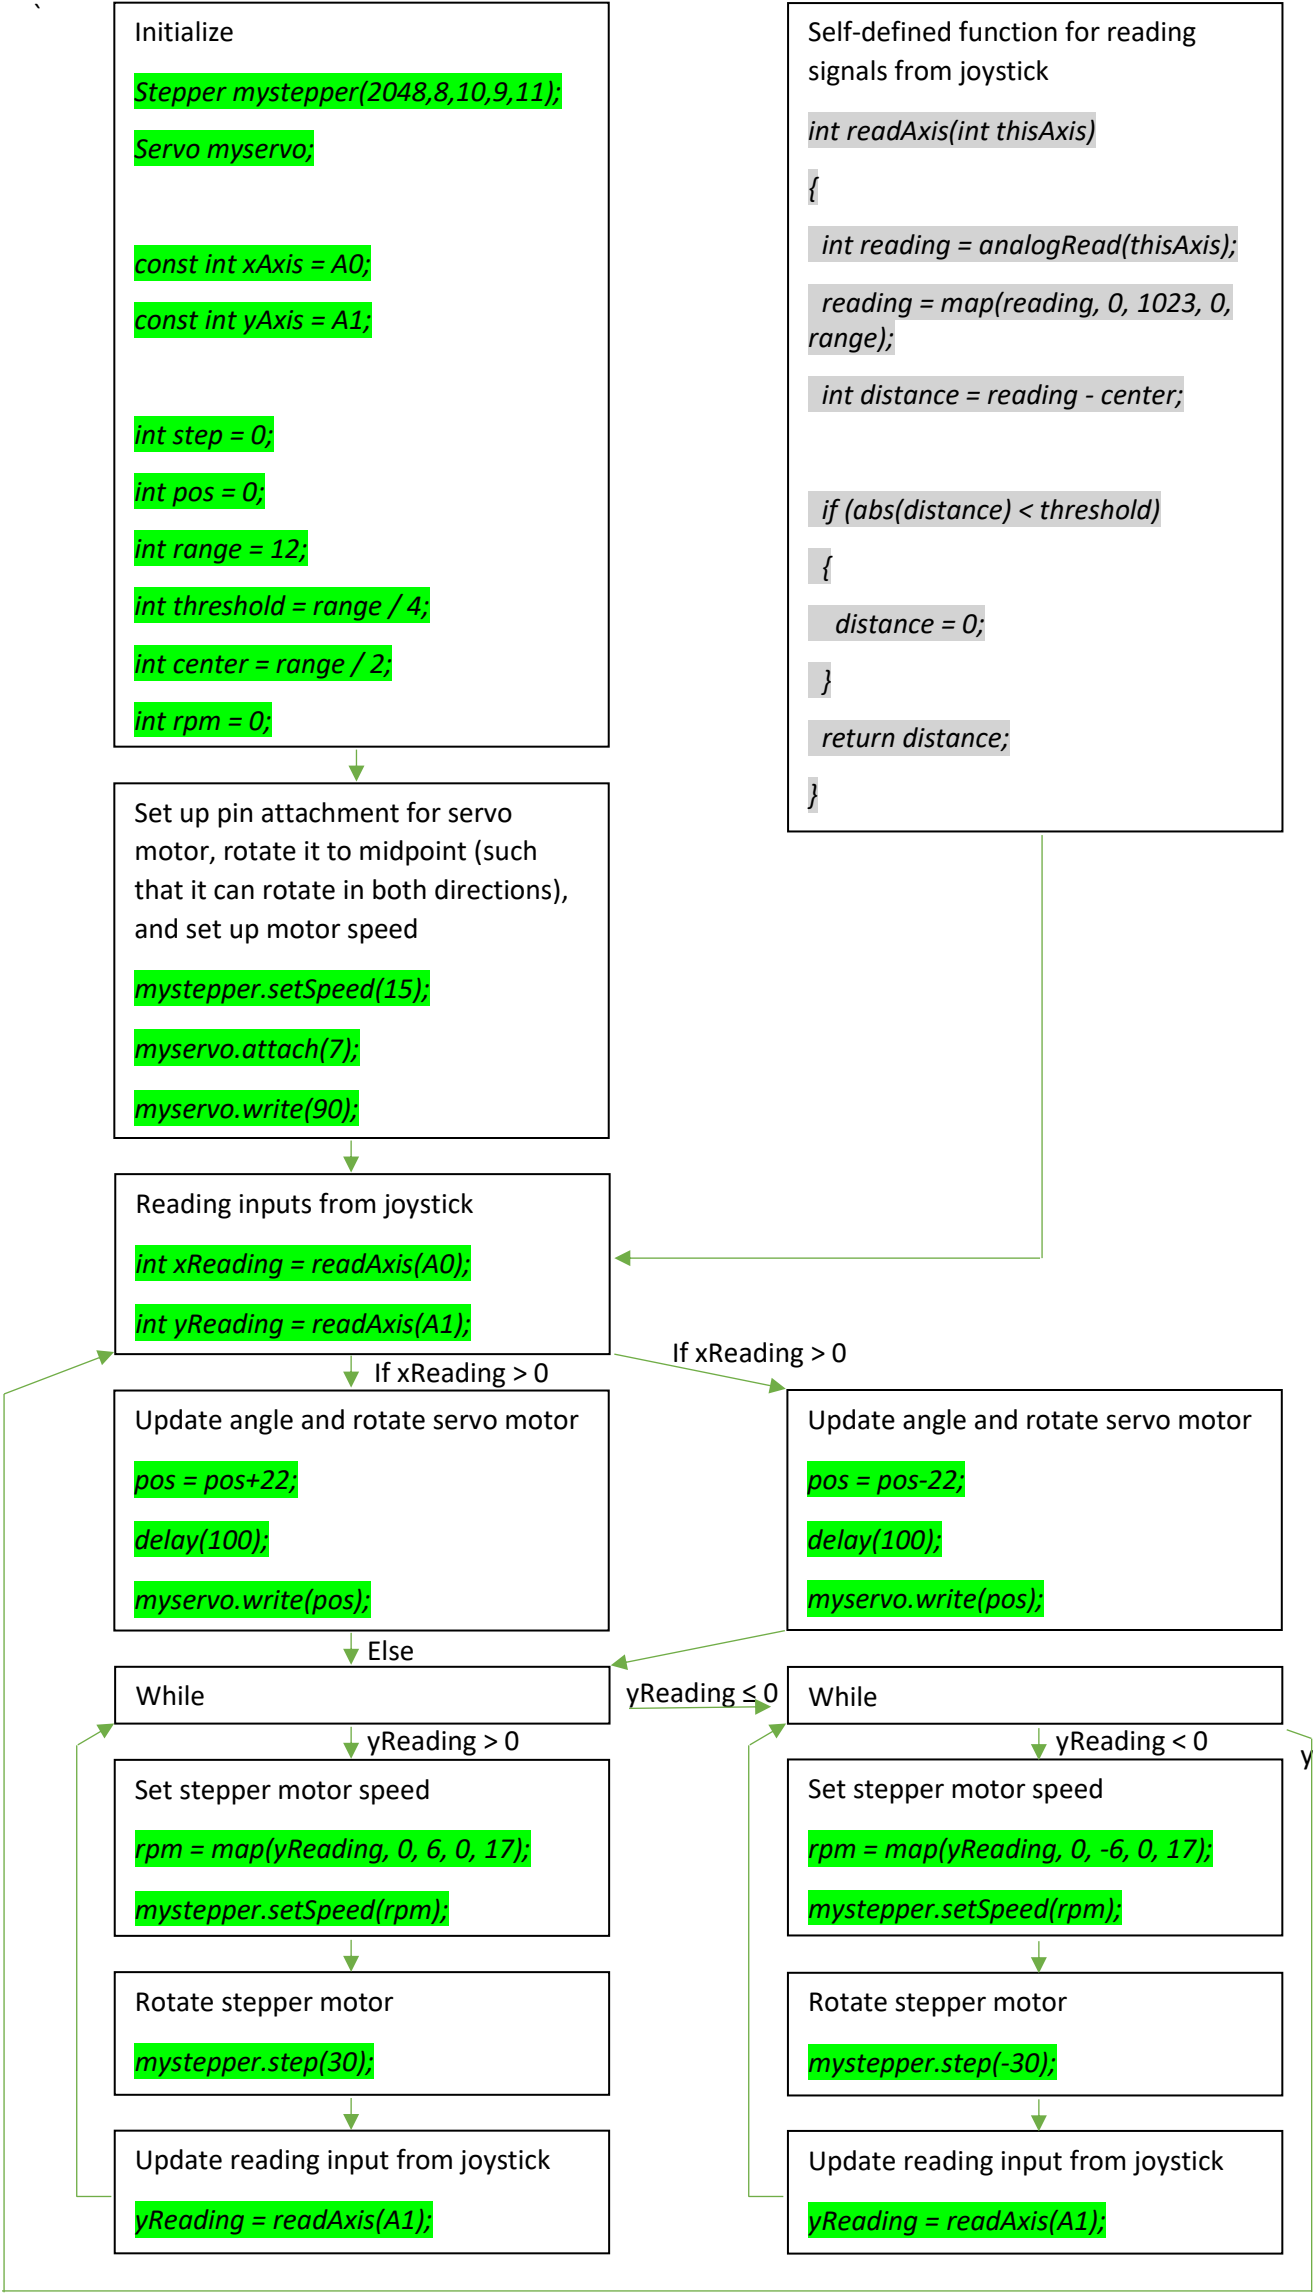 `
Initialize
Stepper mystepper(2048,8,10,9,11);
Servo myservo;
const int xAxis = A0;
const int yAxis = A1;
int step = 0;
int pos = 0;
int range = 12;
int threshold = range / 4;
int center = range / 2;
int rpm = 0;
Self-defined function for reading
signals from joystick
int readAxis(int thisAxis)
{
int reading = analogRead(thisAxis);
reading = map(reading, 0, 1023, 0,
range);
int distance = reading - center;
if (abs(distance) < threshold)
{
distance = 0;
}
return distance;
}
Set up pin attachment for servo
motor, rotate it to midpoint (such
that it can rotate in both directions),
and set up motor speed
mystepper.setSpeed(15);
myservo.attach(7);
myservo.write(90);
Reading inputs from joystick
int xReading = readAxis(A0);
int yReading = readAxis(A1);
If xReading > 0
If xReading > 0
Update angle and rotate servo motor
pos = pos+22;
delay(100);
myservo.write(pos);
Update angle and rotate servo motor
pos = pos-22;
delay(100);
myservo.write(pos);
Else
While
yReading ≤ 0
While
yReading > 0
yReading < 0
y
Set stepper motor speed
rpm = map(yReading, 0, 6, 0, 17);
mystepper.setSpeed(rpm);
Set stepper motor speed
rpm = map(yReading, 0, -6, 0, 17);
mystepper.setSpeed(rpm);
Rotate stepper motor
mystepper.step(30);
Rotate stepper motor
mystepper.step(-30);
Update reading input from joystick
yReading = readAxis(A1);
Update reading input from joystick
yReading = readAxis(A1);